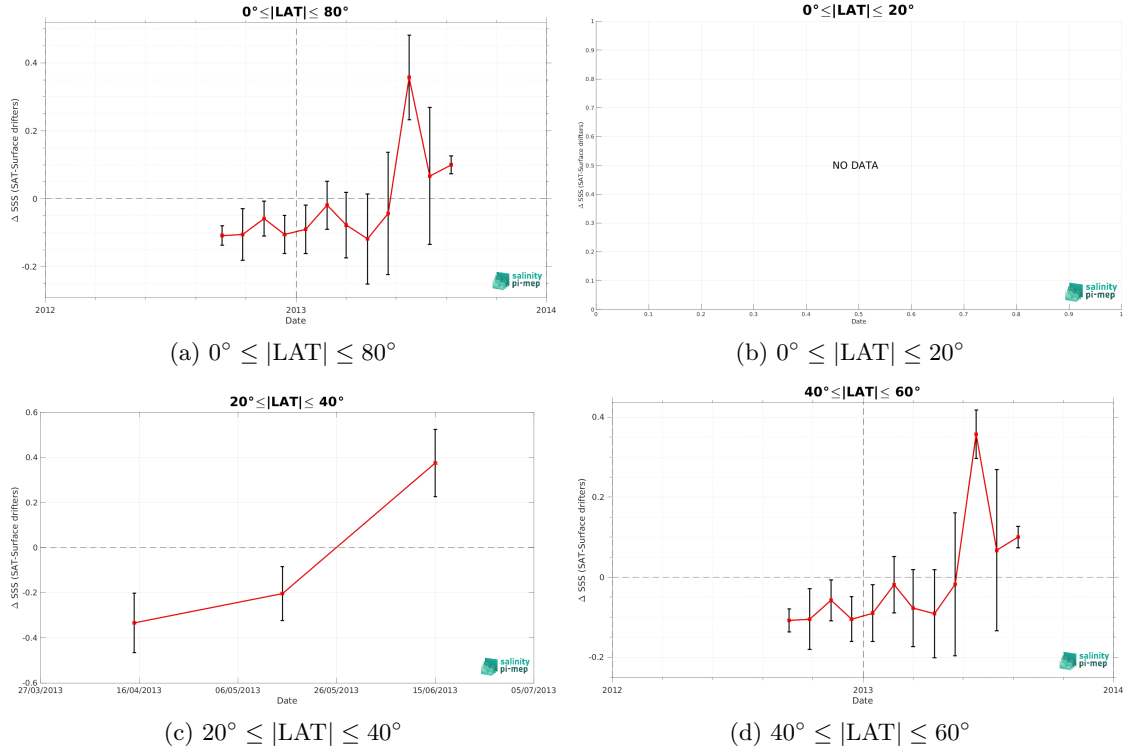 0°≤|LAT|≤ 80°
Δ SSS (SAT-Surface drifters)
0.4
0.2
0
-0.2
2012
2013
2014
Date
salinity
pi-mep
(a) 0° ≤ |LAT| ≤ 80°
0°≤|LAT|≤ 20°
Δ SSS (SAT-Surface drifters)
1
0.9
0.8
0.7
0.6
0.5
0.4
0.3
0.2
0.1
0
NO DATA
0 0.1 0.2 0.3 0.4 0.5 0.6 0.7 0.8 0.9 1
Date
salinity
pi-mep
(b) 0° ≤ |LAT| ≤ 20°
20°≤|LAT|≤ 40°
Δ SSS (SAT-Surface drifters)
0.6
0.4
0.2
0
-0.2
-0.4
-0.6
27/03/2013 16/04/2013 06/05/2013 26/05/2013 15/06/2013 05/07/2013
Date
salinity
pi-mep
(c) 20° ≤ |LAT| ≤ 40°
40°≤|LAT|≤ 60°
Δ SSS (SAT-Surface drifters)
0.4
0.2
0
-0.2
2012 2013 2014
Date
salinity
pi-mep
(d) 40° ≤ |LAT| ≤ 60°